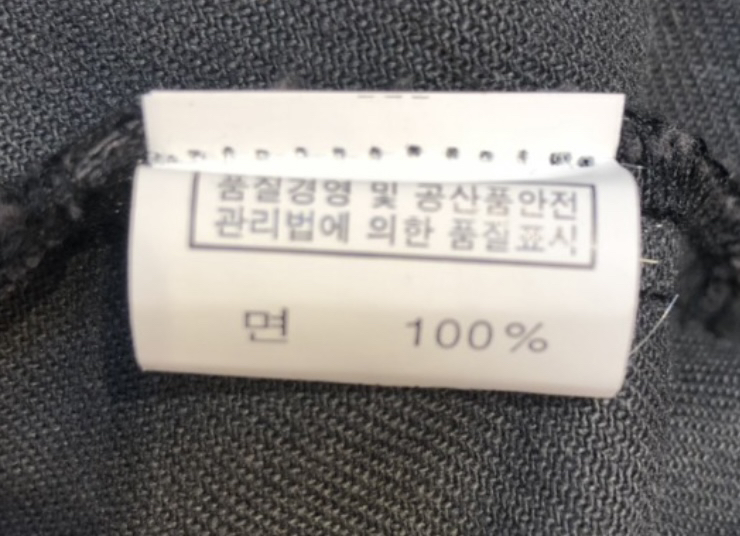 품질경영 및 공산품안전
관리법에 의한 품질표시
면 100%